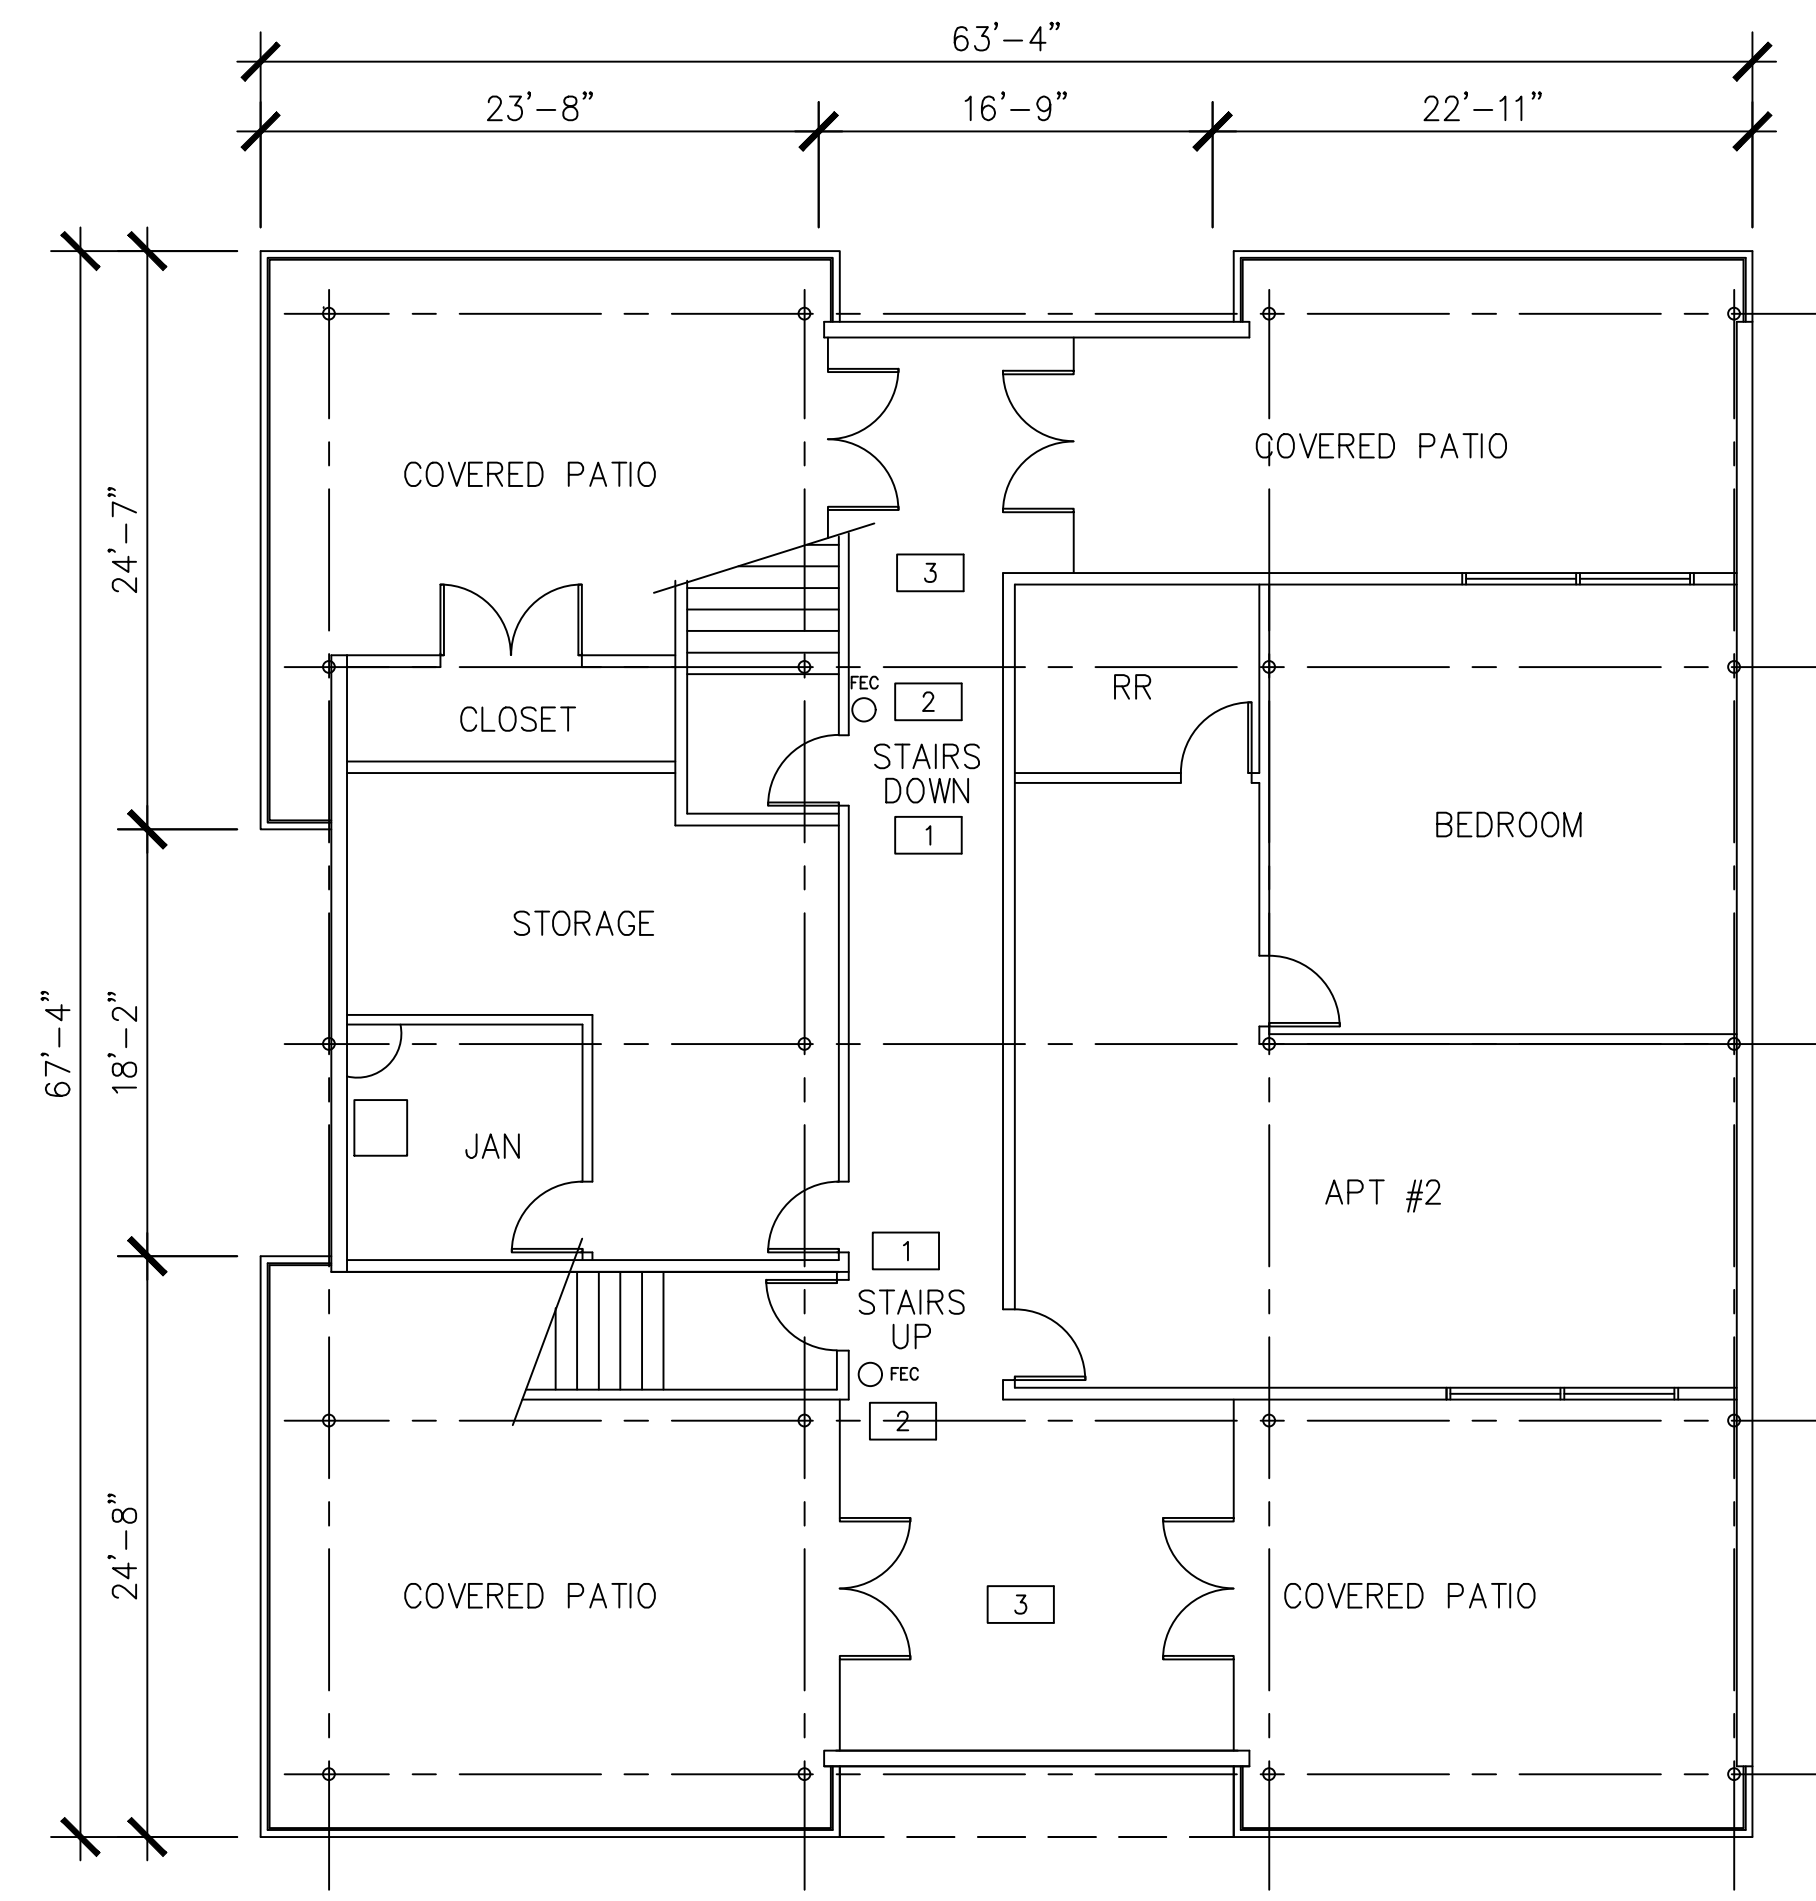 63'-4"
23'-8"
16'-9"
22'-11"
COVERED PATIO
COVERED PATIO
24'-7"
3
FEC
2
RR
CLOSET
STAIRS
DOWN
BEDROOM
1
STORAGE
67'-4"
18'-2"
JAN
APT #2
1
STAIRS
UP
FEC
2
24'-8"
COVERED PATIO
3
COVERED PATIO